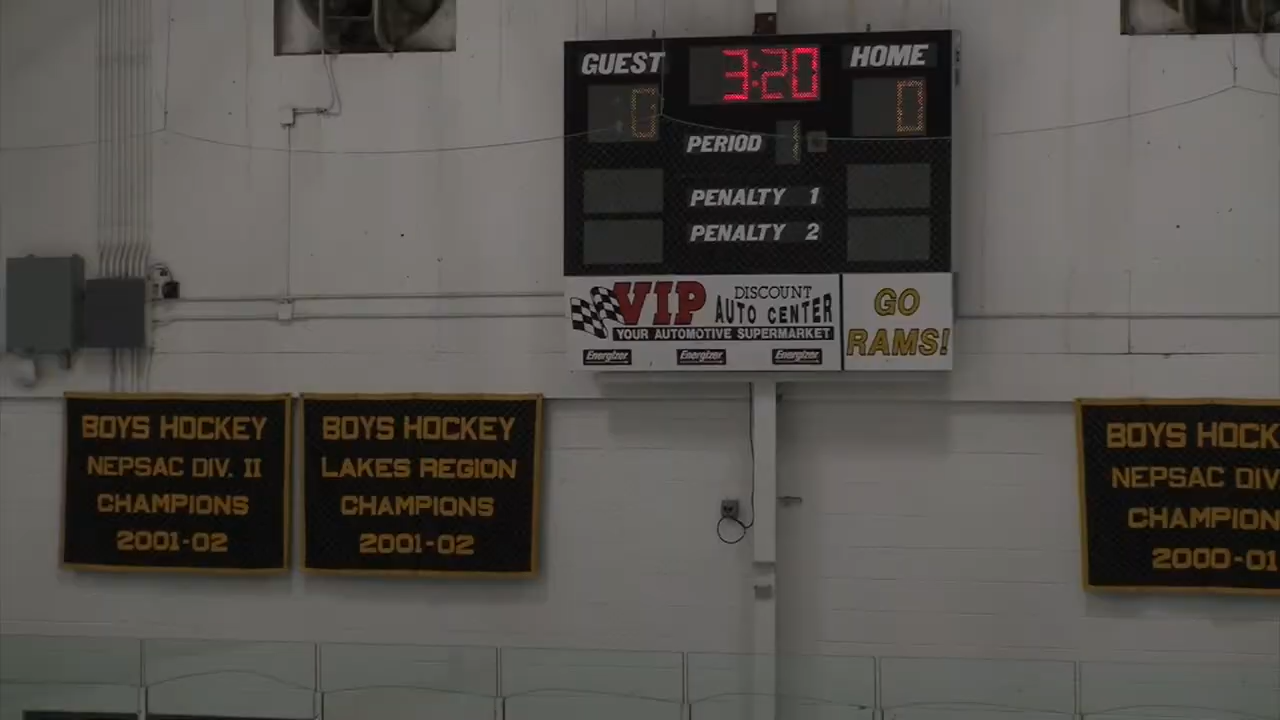 GUEST 3:20 HOME
0 0
PERIOD 1
PENALTY 1
PENALTY 2
VIP DISCOUNT AUTO CENTER
YOUR AUTOMOTIVE SUPERMARKET
Energizer Energizer Energizer
GO
RAMS!
BOYS HOCKEY
NEPSAC DIV. II
CHAMPIONS
2001-02
BOYS HOCKEY
LAKES REGION
CHAMPIONS
2001-02
BOYS HOCK
NEPSAC DIV
CHAMPION
2000-01